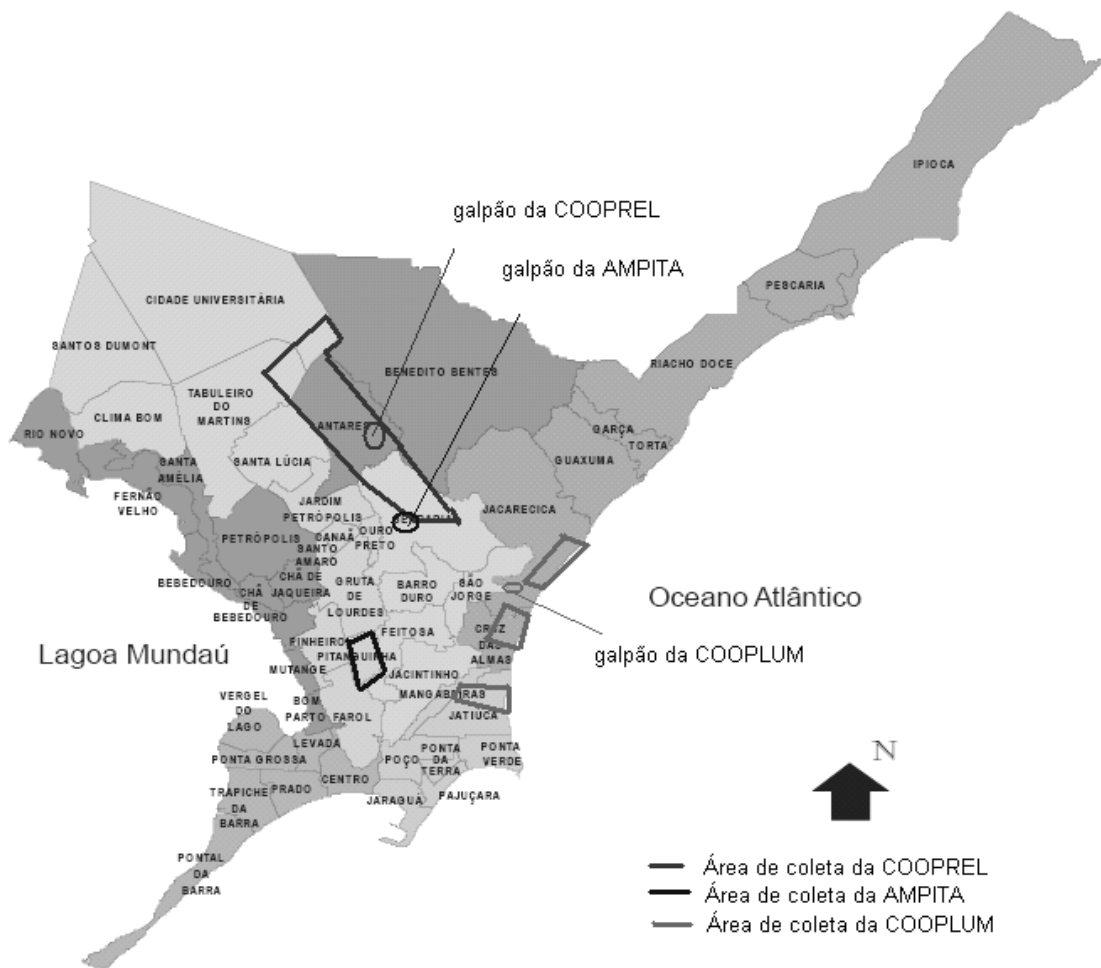 IPIOCA
galpão da COOPREL
galpão da AMPITA
PESCARIA
CIDADE UNIVERSITÁRIA
SANTOS DUMONT
RIACHO DOCE
BENEDITO BENTES
TABULEIRO
DO
MARTINS
CLIMA BOM
ANTARES
GARÇA
TORTA
RIO NOVO
GUAXUMA
SANTA LÚCIA
SANTA
AMÉLIA
FERNÃO
VELHO
JARDIM
PETRÓPOLIS
JACARECICA
CANAÃ
OURO
PRETO
PETRÓPOLIS
SANTO
AMARO
BEBEDOURO
CHÃ DE
JAQUEIRA
CHÃ
DE
BEBEDOURO
GRUTA
DE
LOURDES
BARRO
DURO
SÃO
JORGE
Oceano Atlântico
FEITOSA
CRUZ
DAS
ALMAS
galpão da COOPLUM
Lagoa Mundaú
PINHEIRO
PITANGUINHA
MUTANGE
JACINTINHO
MANGABEIRAS
VERGEL
DO
LAGO
BOM
PARTO
FAROL
JATIUCA
LEVADA
PONTA GROSSA
POÇO
PONTA
DA
TERRA
PONTA
VERDE
CENTRO
TRAPICHE
DA
BARRA
PRADO
JARAGUÁ
PAJUÇARA
N
PONTAL
DA
BARRA
Área de coleta da COOPREL
Área de coleta da AMPITA
Área de coleta da COOPLUM